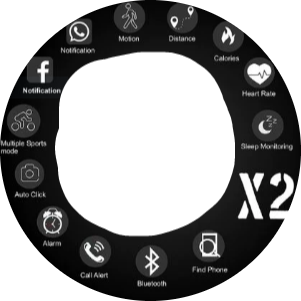 Motion
Distance
Notification
Calories
Notification
Heart Rate
Multiple Sports
mode
Sleep Monitoring
Auto Click
X2
Alarm
Call Alert
Find Phone
Bluetooth